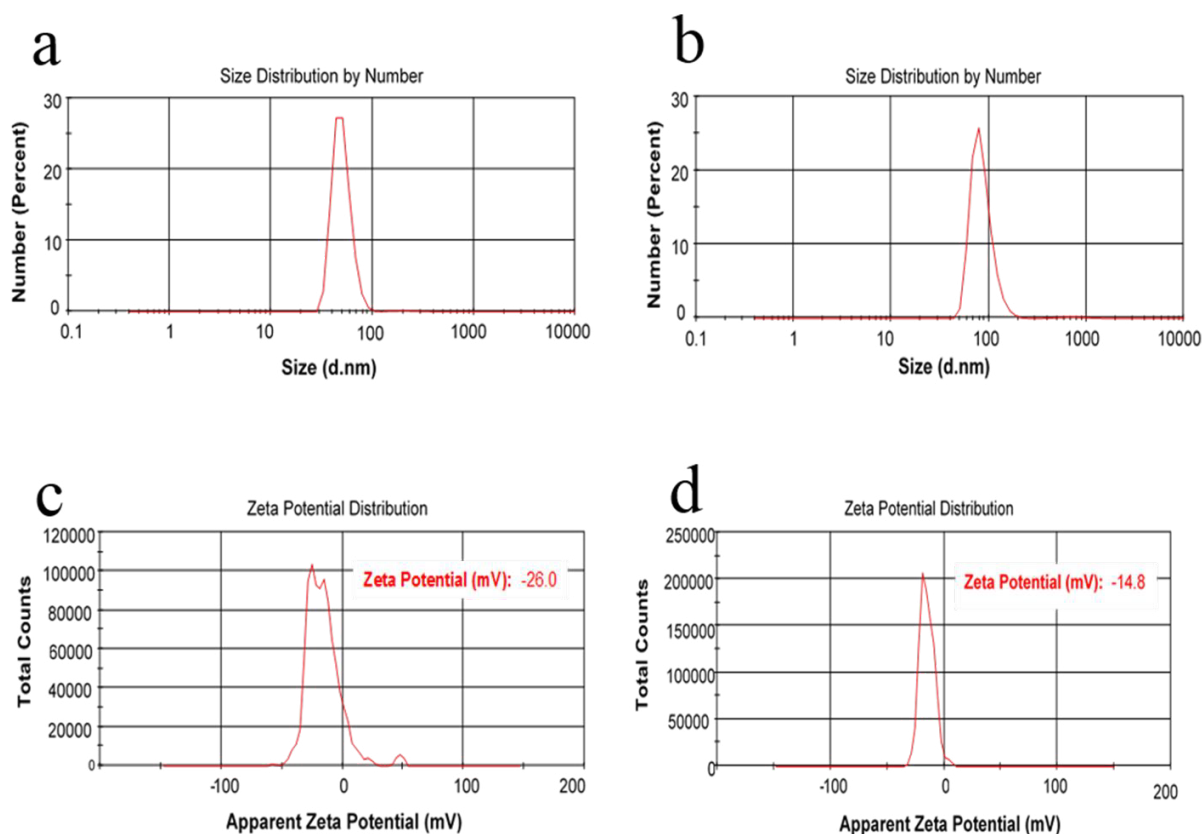 a
Size Distribution by Number
Number (Percent)
30
20
10
0
0.1 1 10 100 1000 10000
Size (d.nm)
b
Size Distribution by Number
Number (Percent)
30
20
10
0
0.1 1 10 100 1000 10000
Size (d.nm)
c
Zeta Potential Distribution
Total Counts
120000
100000
80000
60000
40000
20000
0
Zeta Potential (mV): -26.0
-100 0 100 200
Apparent Zeta Potential (mV)
d
Zeta Potential Distribution
Total Counts
250000
200000
150000
100000
50000
0
Zeta Potential (mV): -14.8
-100 0 100 200
Apparent Zeta Potential (mV)